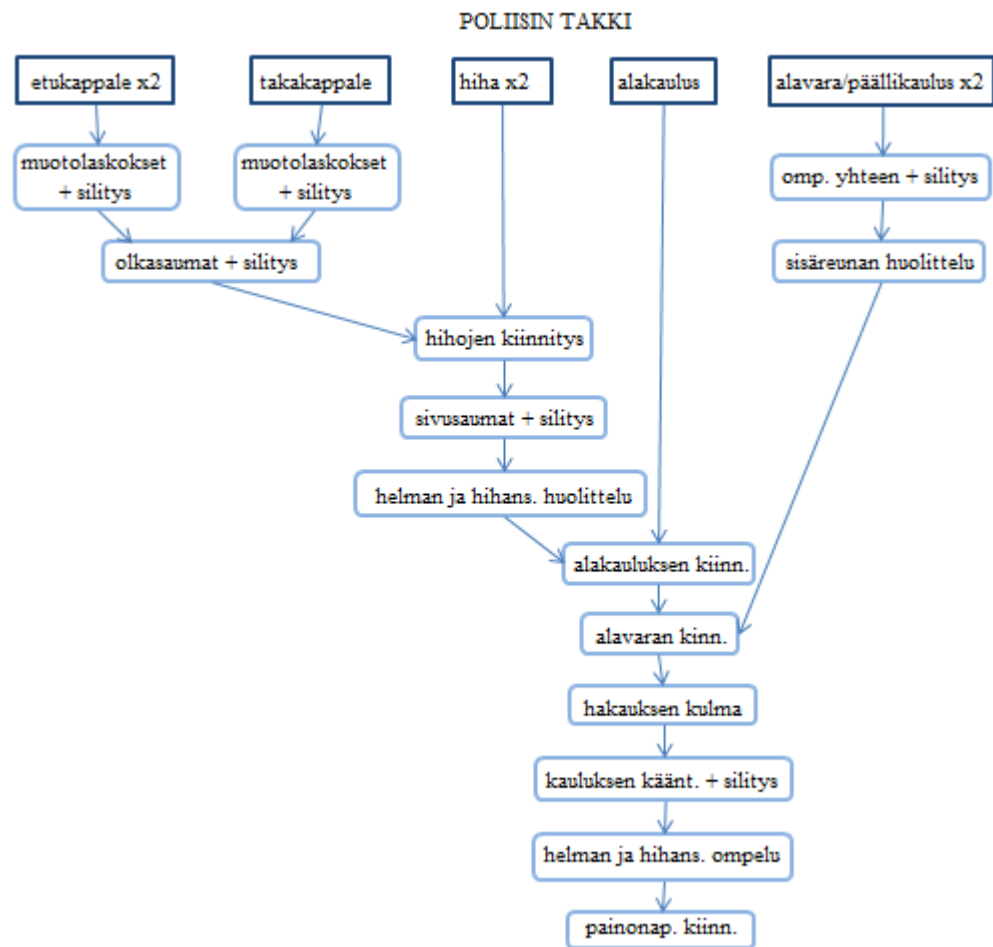 POLIISIN TAKKI
etukappale x2
takakappale
hiha x2
alakaulus
alavara/päällikaulus x2
muotolaskokset
+ silitys
muotolaskokset
+ silitys
omp. yhteen + silitys
olkasaumat + silitys
sisäreunan huolittelu
hihojen kiinnitys
sivusaumat + silitys
helman ja hihans. huolittelu
alakauluksen kiinn.
alavaran kinn.
hakauksen kulma
kauluksen käänt. + silitys
helman ja hihans. ompelu
painonap. kiinn.